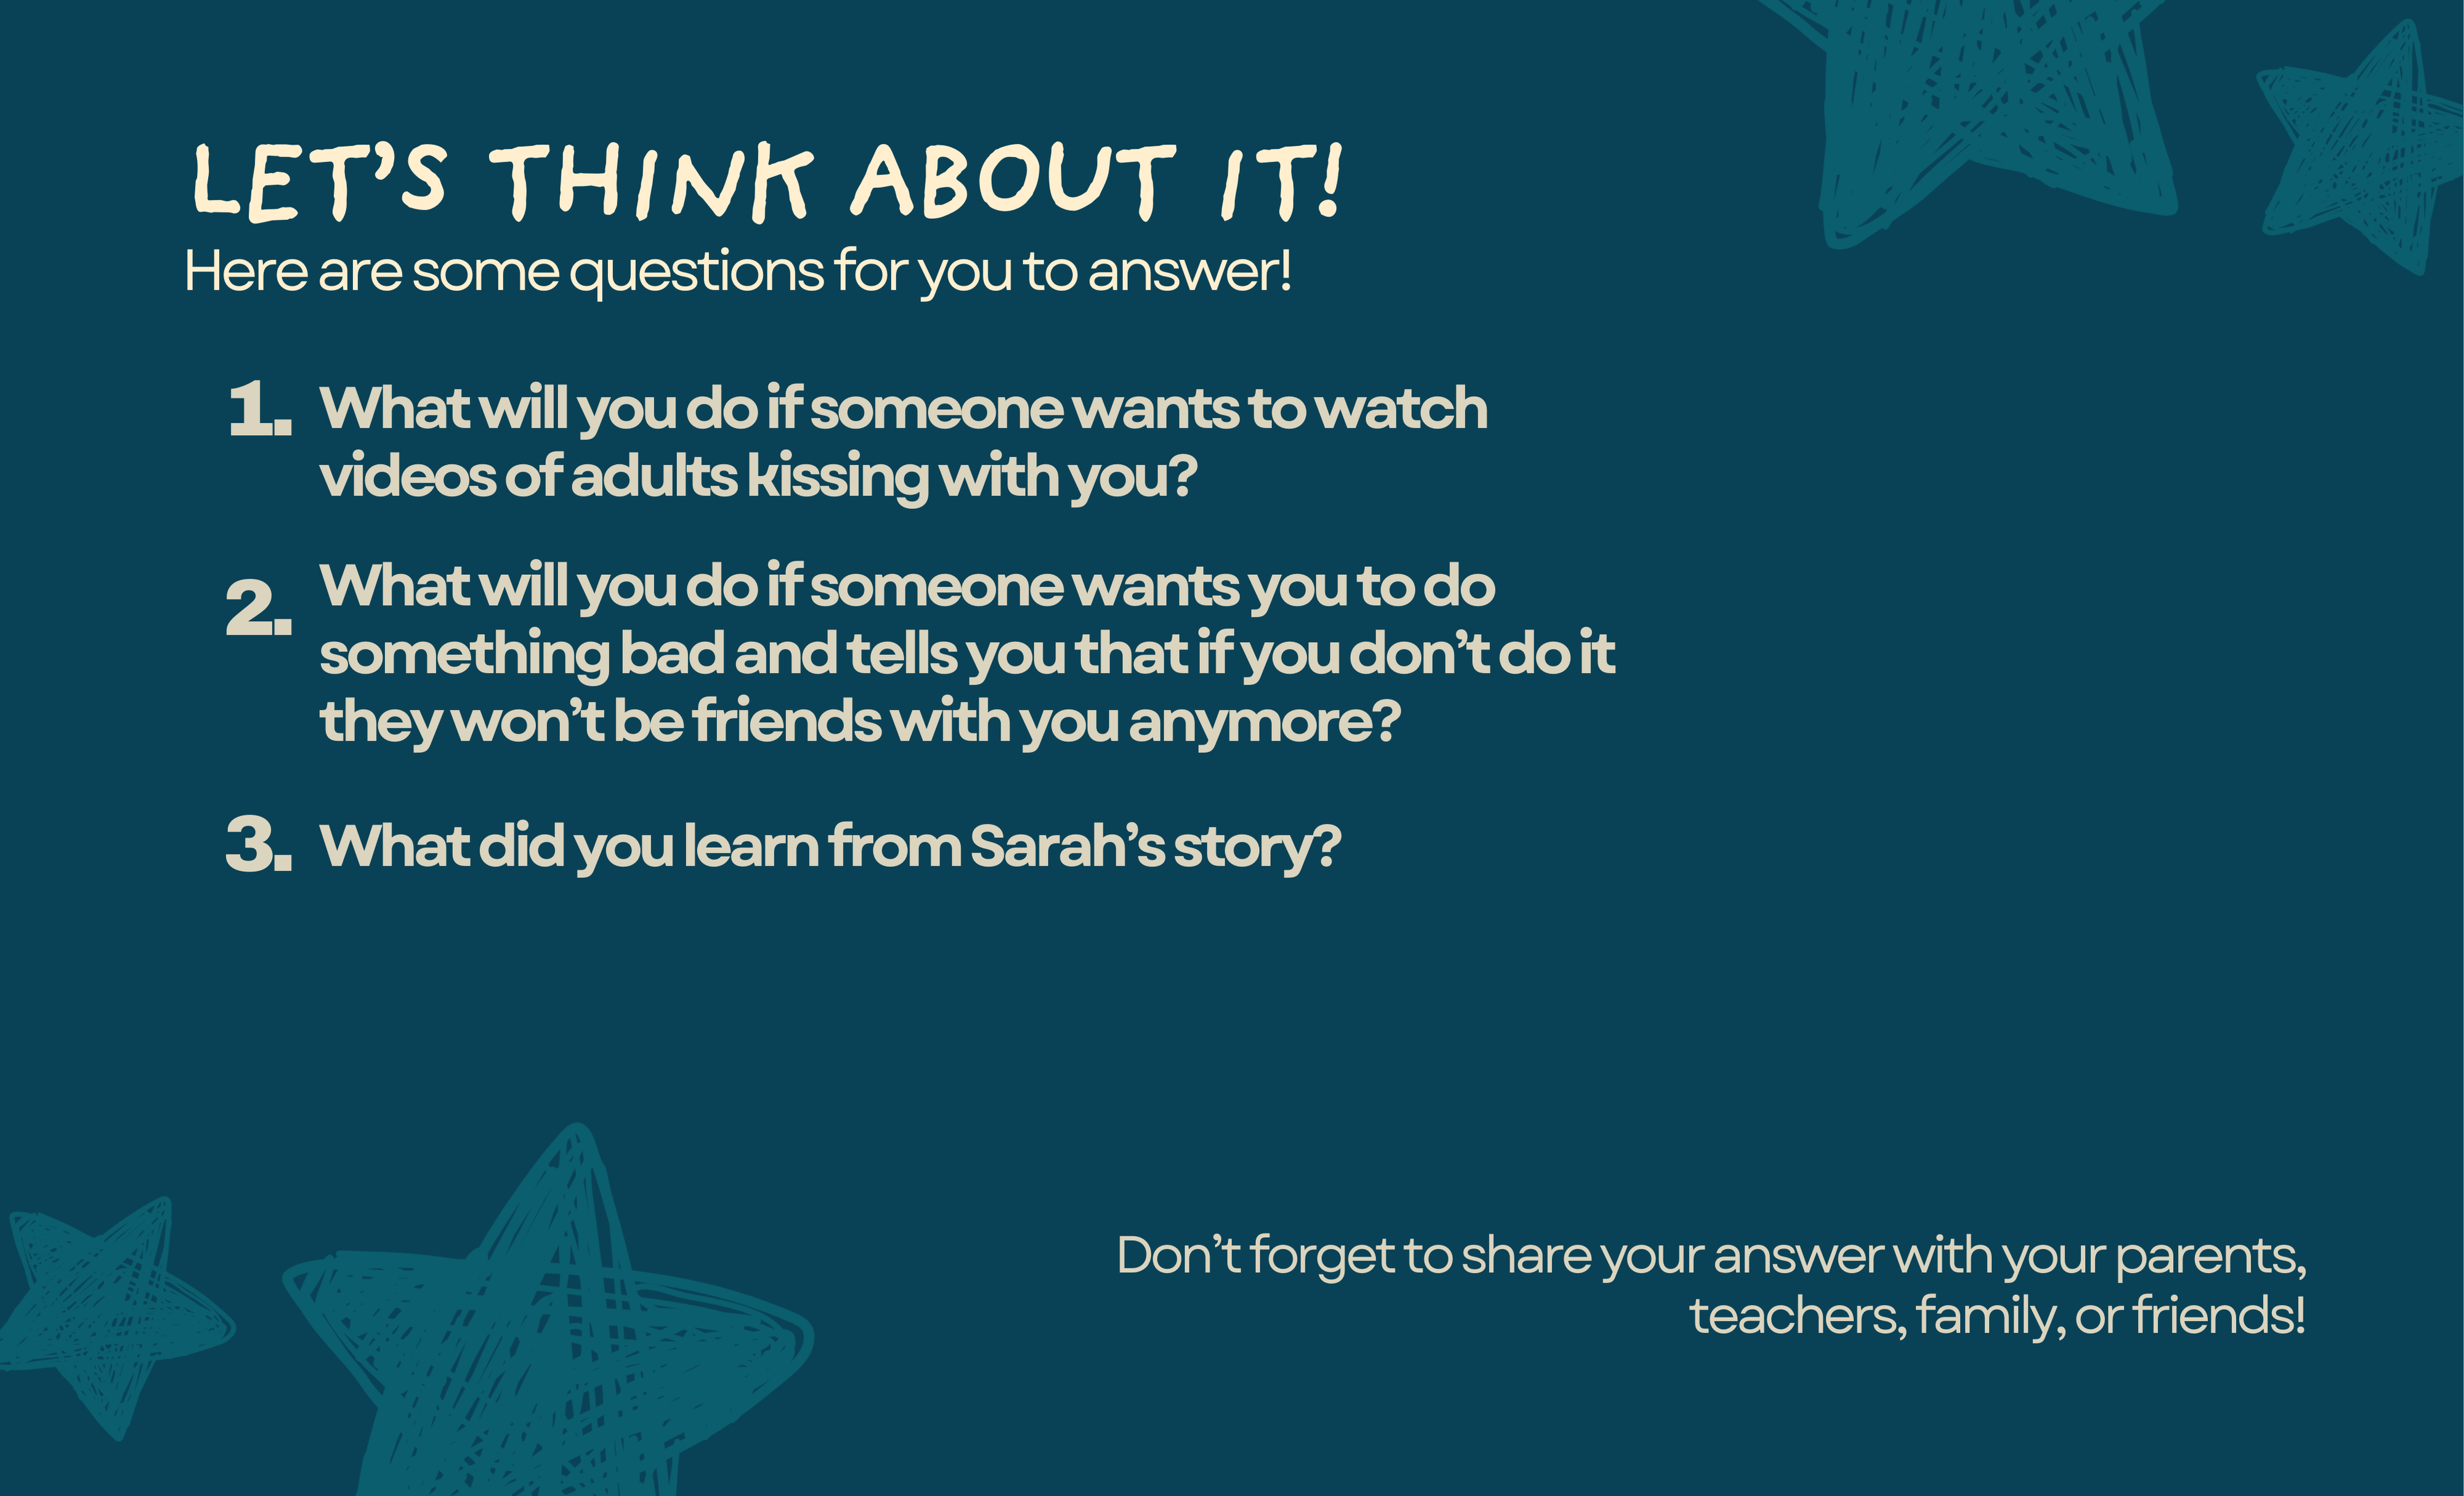 LET’S THINK ABOUT IT!
Here are some questions for you to answer!
1. What will you do if someone wants to watch
videos of adults kissing with you?
2. What will you do if someone wants you to do
something bad and tells you that if you don’t do it
they won’t be friends with you anymore?
3. What did you learn from Sarah’s story?
Don’t forget to share your answer with your parents,
teachers, family, or friends!